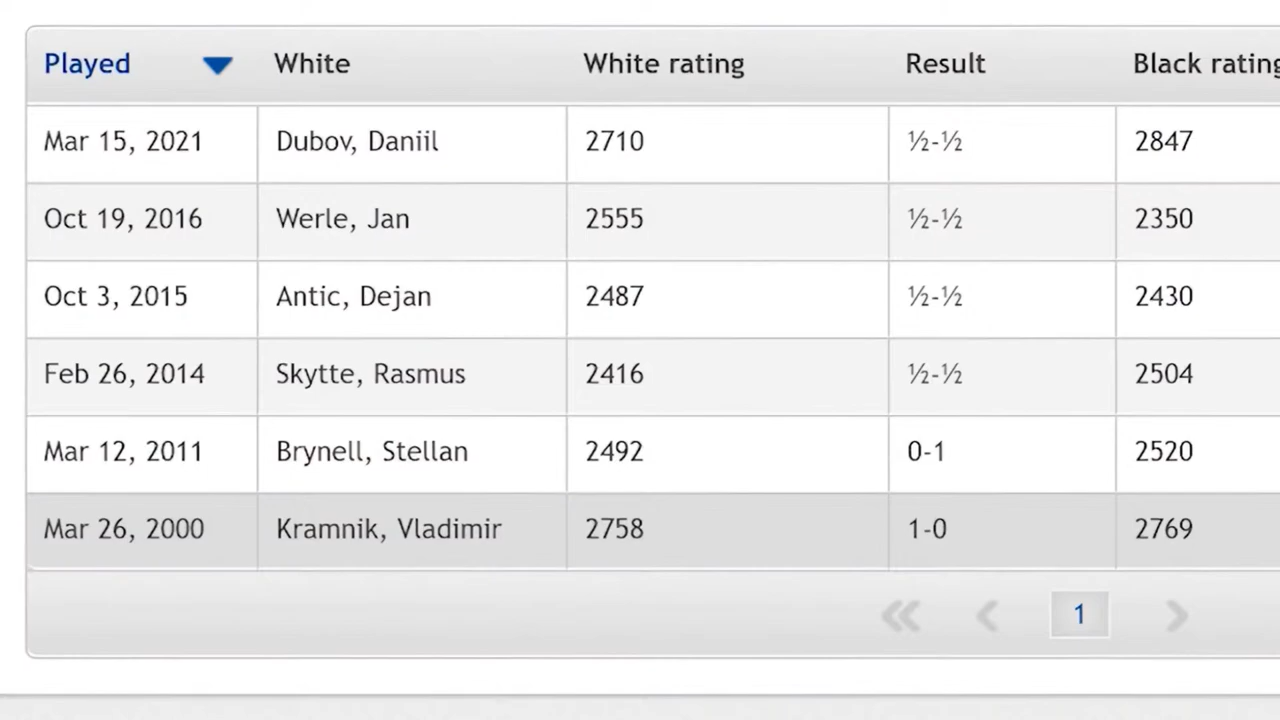 Played White White rating Result Black rating
Mar 15, 2021 Dubov, Daniil 2710 ½-½ 2847
Oct 19, 2016 Werle, Jan 2555 ½-½ 2350
Oct 3, 2015 Antic, Dejan 2487 ½-½ 2430
Feb 26, 2014 Skytte, Rasmus 2416 ½-½ 2504
Mar 12, 2011 Brynell, Stellan 2492 0-1 2520
Mar 26, 2000 Kramnik, Vladimir 2758 1-0 2769
1